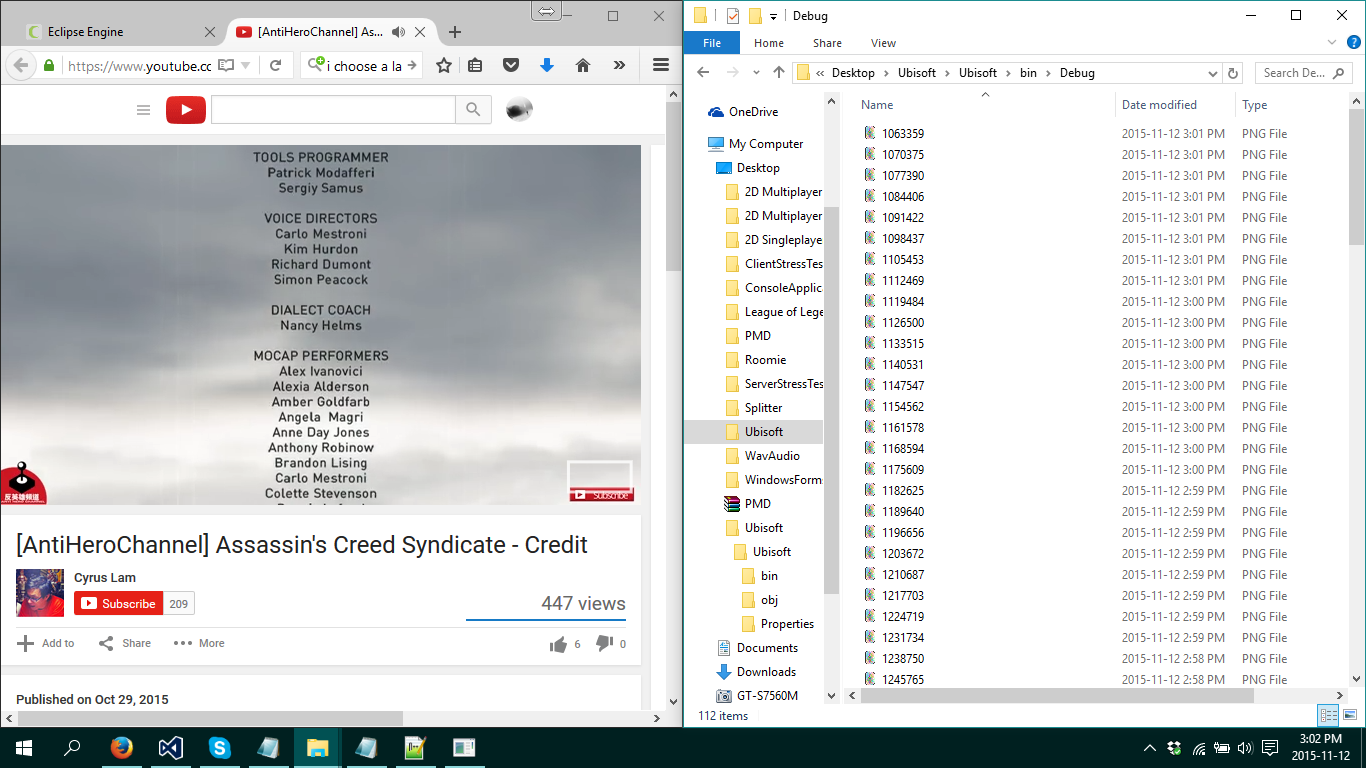 Eclipse Engine
[AntiHeroChannel] As...
https://www.youtube.cc
i choose a la
TOOLS PROGRAMMER
Patrick Modafferi
Sergiy Samus
VOICE DIRECTORS
Carlo Mestroni
Kim Hurdon
Richard Dumont
Simon Peacock
DIALECT COACH
Nancy Helms
MOCAP PERFORMERS
Alex Ivanovici
Alexia Alderson
Amber Goldfarb
Angela Magri
Anne Day Jones
Anthony Robinow
Brandon Lising
Carlo Mestroni
Colette Stevenson
反英雄頻道
Subscribe
[AntiHeroChannel] Assassin's Creed Syndicate - Credit
Cyrus Lam
Subscribe 209
447 views
Add to Share More
6 0
Published on Oct 29, 2015
Debug
File Home Share View
« Desktop > Ubisoft > Ubisoft > bin > Debug
Search De...
OneDrive
My Computer
Desktop
2D Multiplayer
2D Multiplayer
2D Singleplaye
ClientStressTes
ConsoleApplic
League of Lege
PMD
Roomie
ServerStressTes
Splitter
Ubisoft
WavAudio
WindowsForm
PMD
Ubisoft
Ubisoft
bin
obj
Properties
Documents
Downloads
GT-S7560M
Name Date modified Type
1063359 2015-11-12 3:01 PM PNG File
1070375 2015-11-12 3:01 PM PNG File
1077390 2015-11-12 3:01 PM PNG File
1084406 2015-11-12 3:01 PM PNG File
1091422 2015-11-12 3:01 PM PNG File
1098437 2015-11-12 3:01 PM PNG File
1105453 2015-11-12 3:01 PM PNG File
1112469 2015-11-12 3:01 PM PNG File
1119484 2015-11-12 3:00 PM PNG File
1126500 2015-11-12 3:00 PM PNG File
1133515 2015-11-12 3:00 PM PNG File
1140531 2015-11-12 3:00 PM PNG File
1147547 2015-11-12 3:00 PM PNG File
1154562 2015-11-12 3:00 PM PNG File
1161578 2015-11-12 3:00 PM PNG File
1168594 2015-11-12 3:00 PM PNG File
1175609 2015-11-12 3:00 PM PNG File
1182625 2015-11-12 2:59 PM PNG File
1189640 2015-11-12 2:59 PM PNG File
1196656 2015-11-12 2:59 PM PNG File
1203672 2015-11-12 2:59 PM PNG File
1210687 2015-11-12 2:59 PM PNG File
1217703 2015-11-12 2:59 PM PNG File
1224719 2015-11-12 2:59 PM PNG File
1231734 2015-11-12 2:59 PM PNG File
1238750 2015-11-12 2:58 PM PNG File
1245765 2015-11-12 2:58 PM PNG File
112 items
3:02 PM
2015-11-12